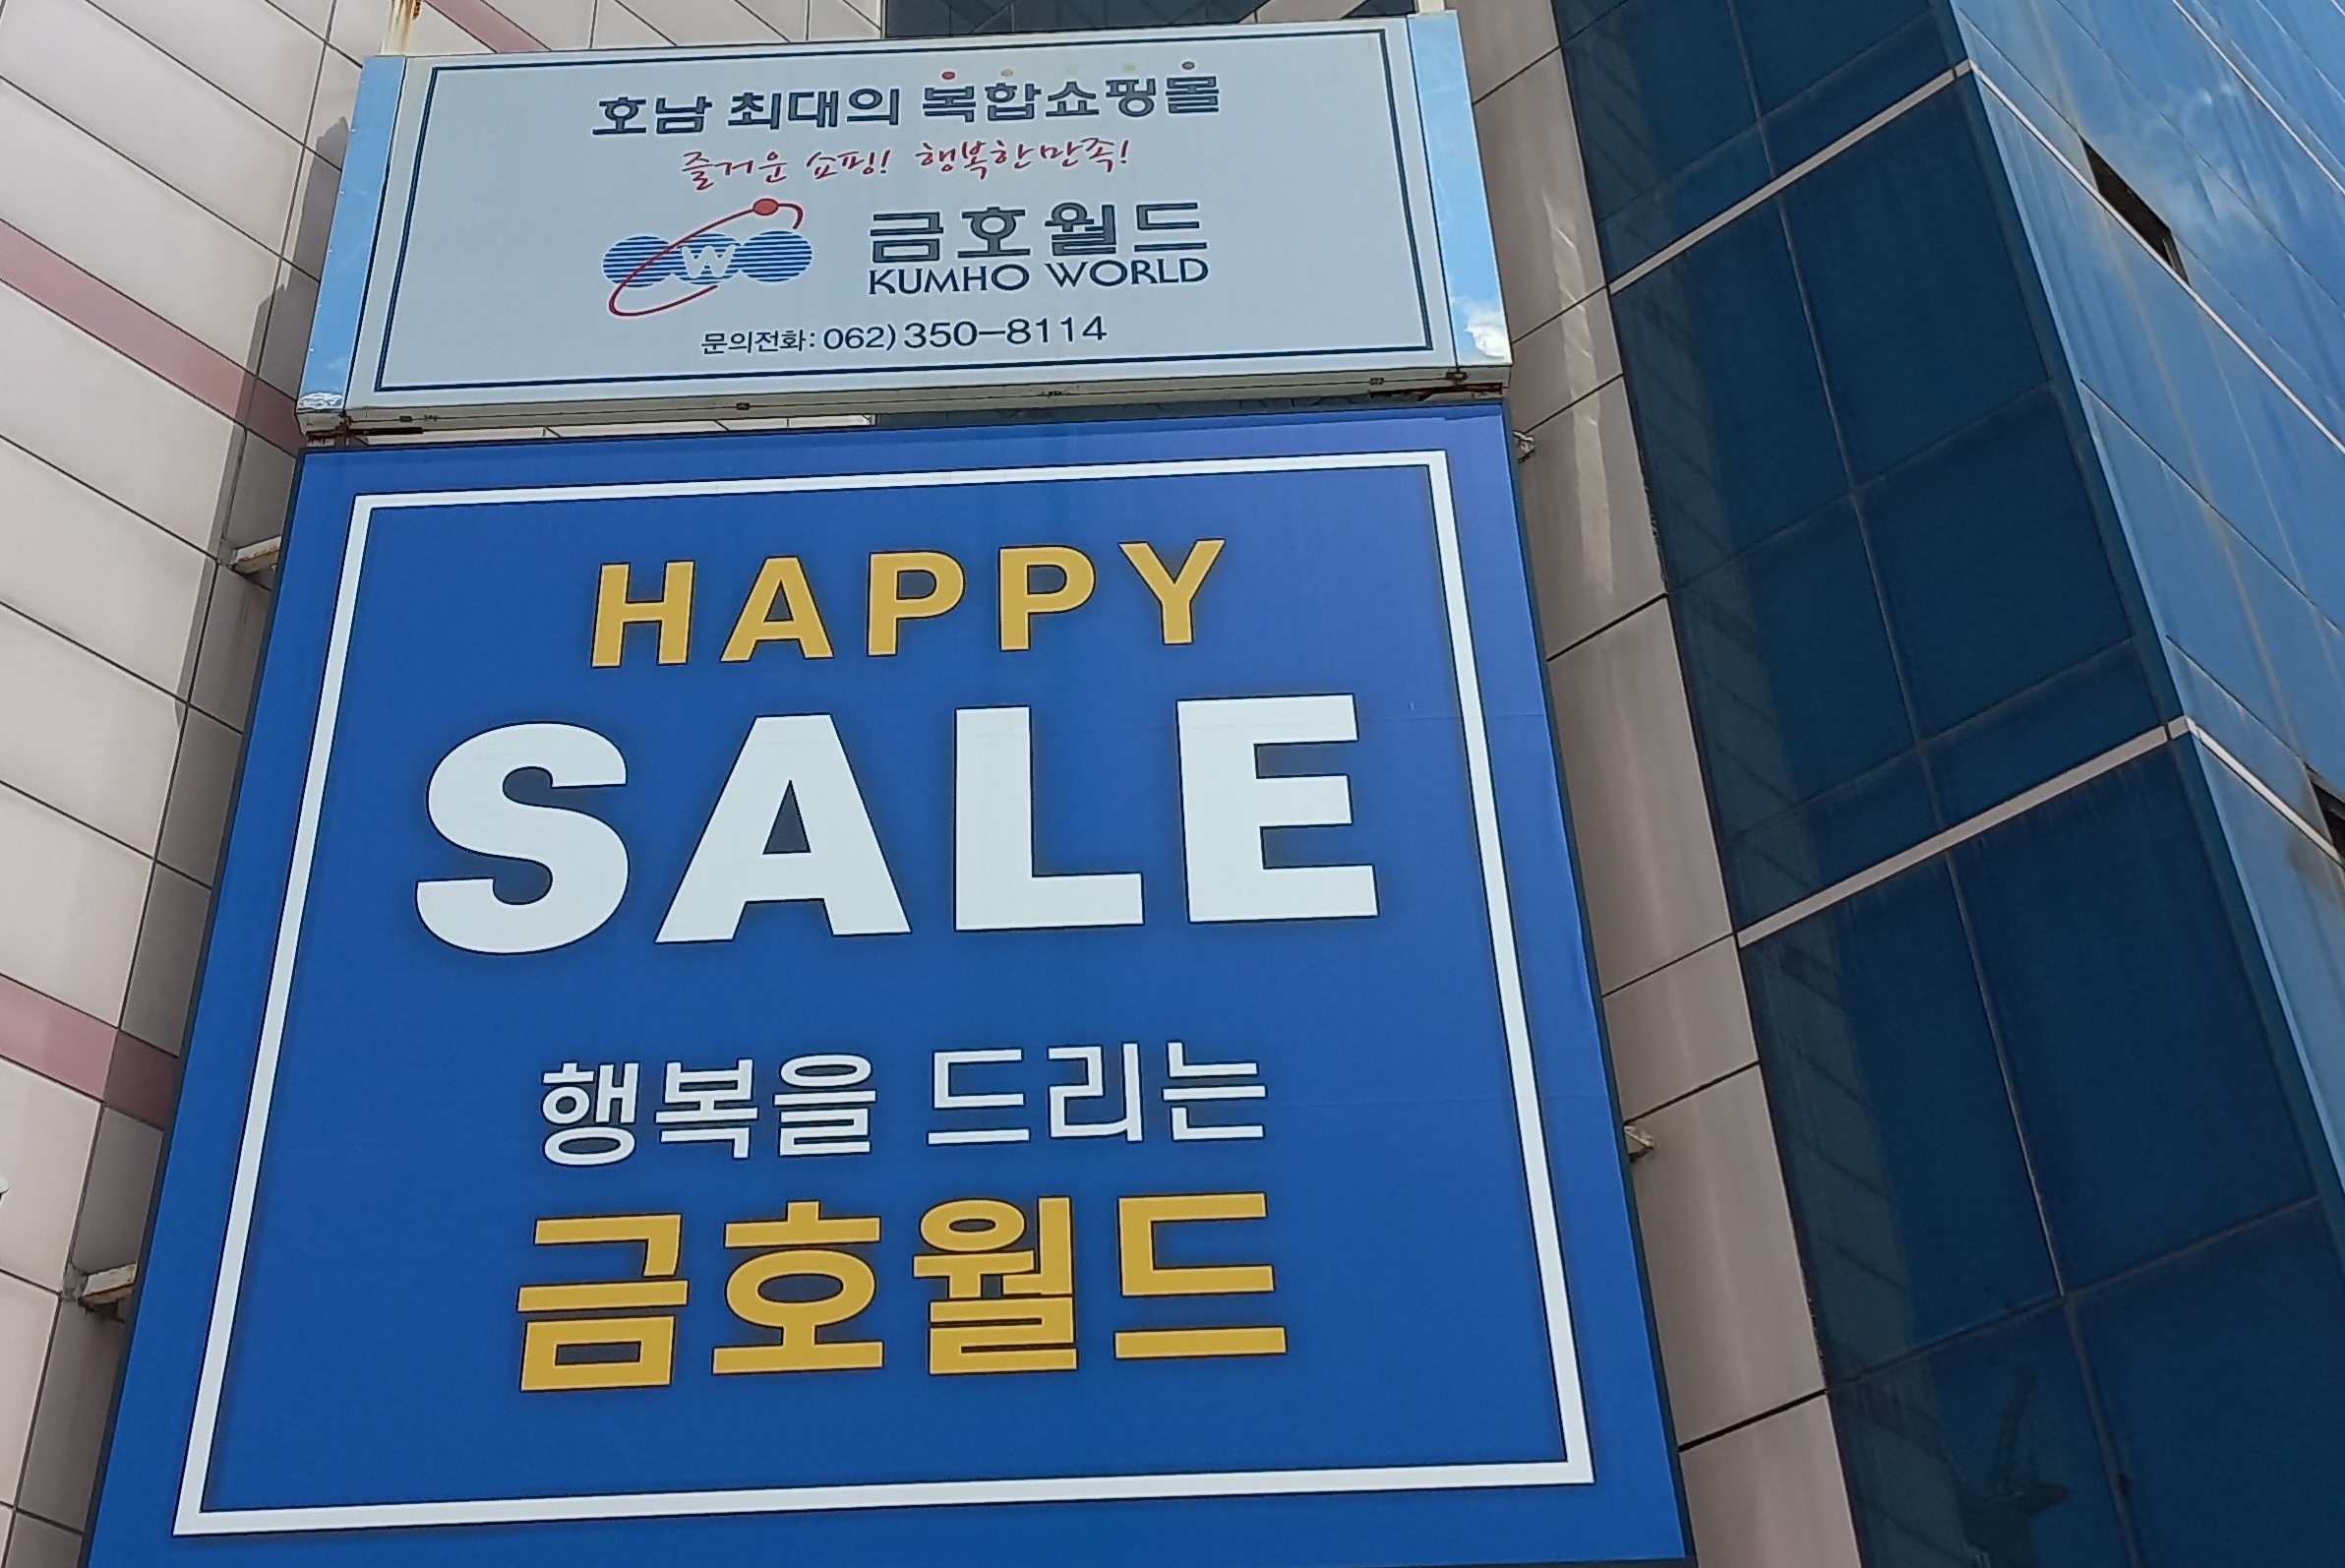 호남 최대의 복합쇼핑몰
즐거운 쇼핑! 행복한 만족!
W
금호월드
KUMHO WORLD
문의전화: 062) 350-8114
HAPPY
SALE
행복을 드리는
금호월드